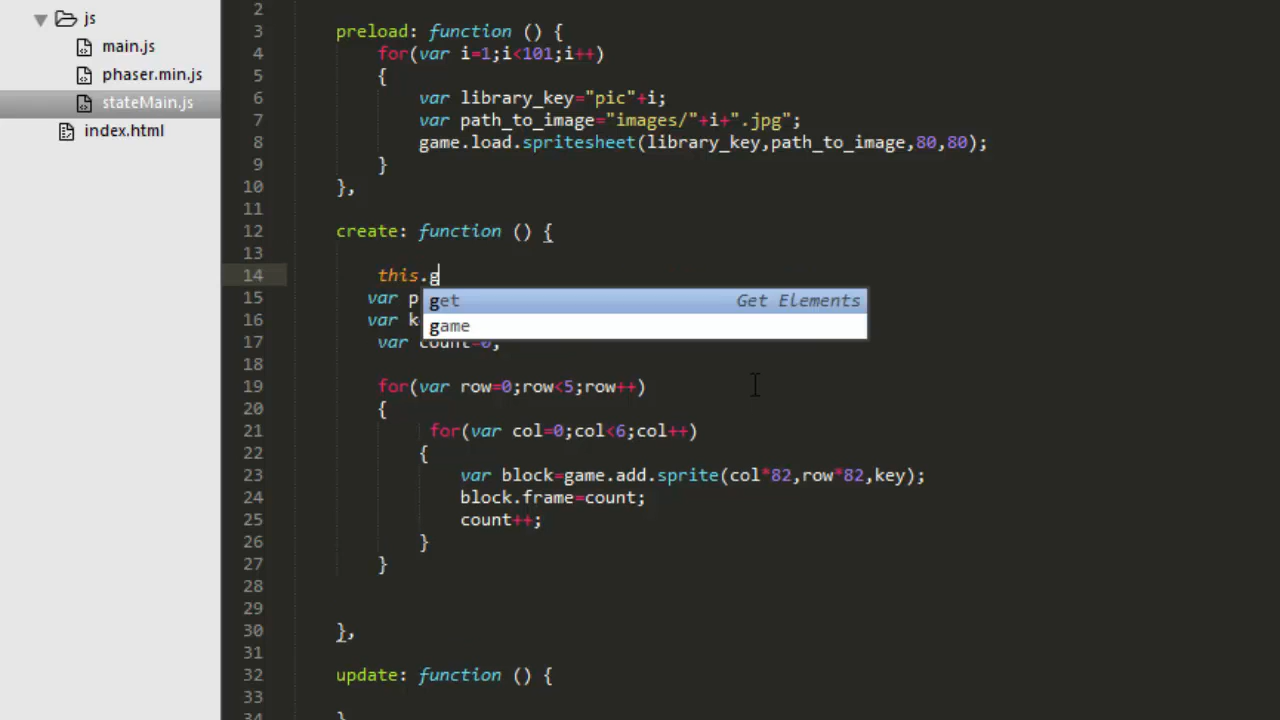 js
main.js
phaser.min.js
stateMain.js
index.html
2
3 preload: function () {
4 for(var i=1;i<101;i++)
5 {
6 var library_key="pic"+i;
7 var path_to_image="images/"+i+".jpg";
8 game.load.spritesheet(library_key,path_to_image,80,80);
9 }
10 },
11
12 create: function () {
13
14 this.g
get Get Elements
game
15 var p
16 var k
17 var count=0;
18
19 for(var row=0;row<5;row++)
20 {
21 for(var col=0;col<6;col++)
22 {
23 var block=game.add.sprite(col*82,row*82,key);
24 block.frame=count;
25 count++;
26 }
27 }
28
29
30 },
31
32 update: function () {
33
34 }